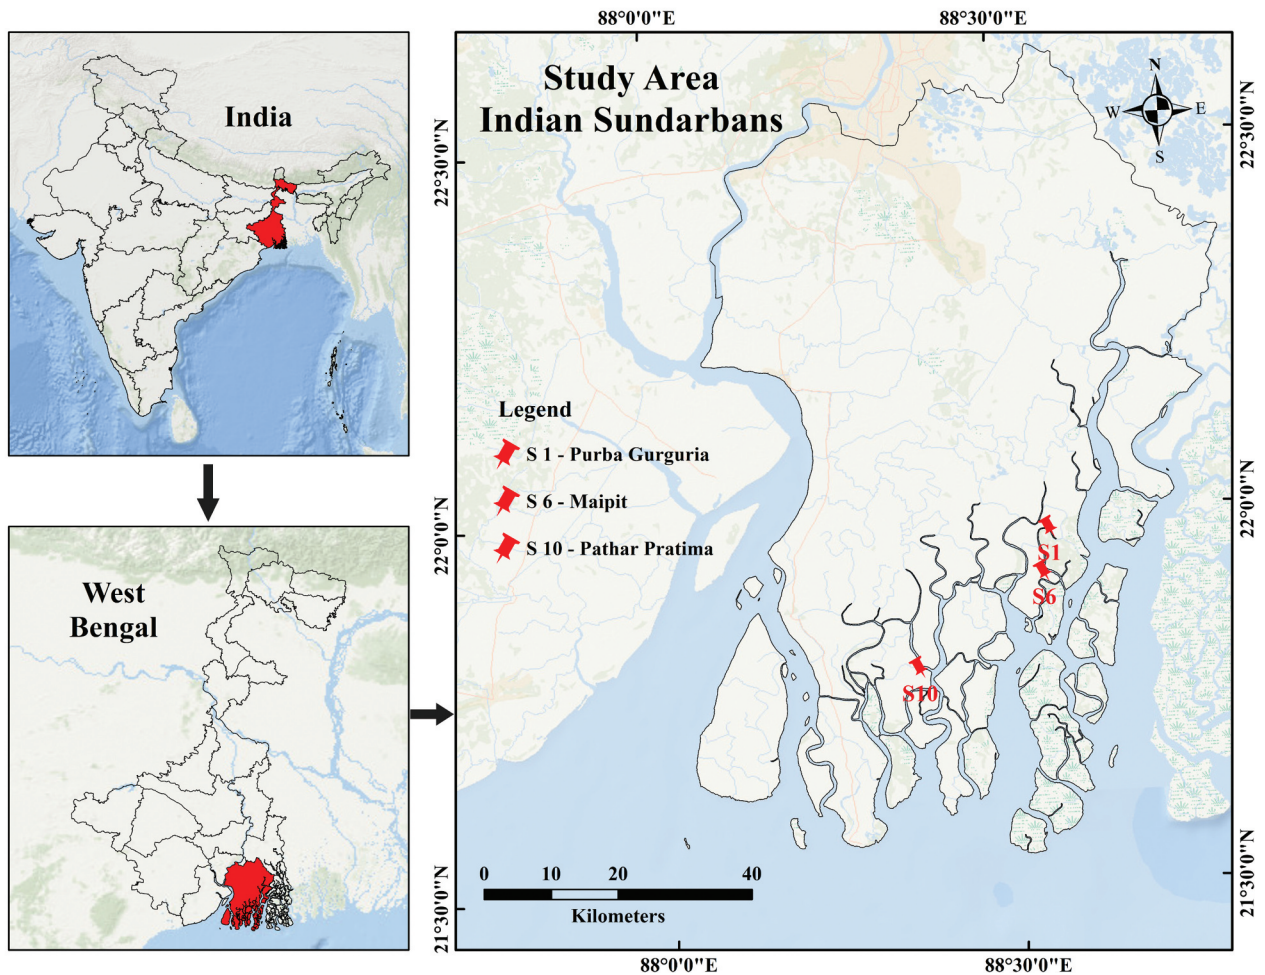 India
West
Bengal
88°0'0"E
88°30'0"E
Study Area
Indian Sundarbans
N
W
E
S
22°30'0"N
22°30'0"N
Legend
S 1 - Purba Gurguria
S 6 - Maipit
S 10 - Pathar Pratima
22°0'0"N
22°0'0"N
S1
S6
S10
0
10
20
40
Kilometers
21°30'0"N
21°30'0"N
88°0'0"E
88°30'0"E